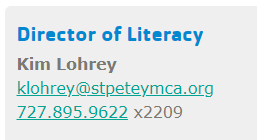 Director of Literacy
Kim Lohrey
klohrey@stpeteymca.org
727.895.9622 x2209